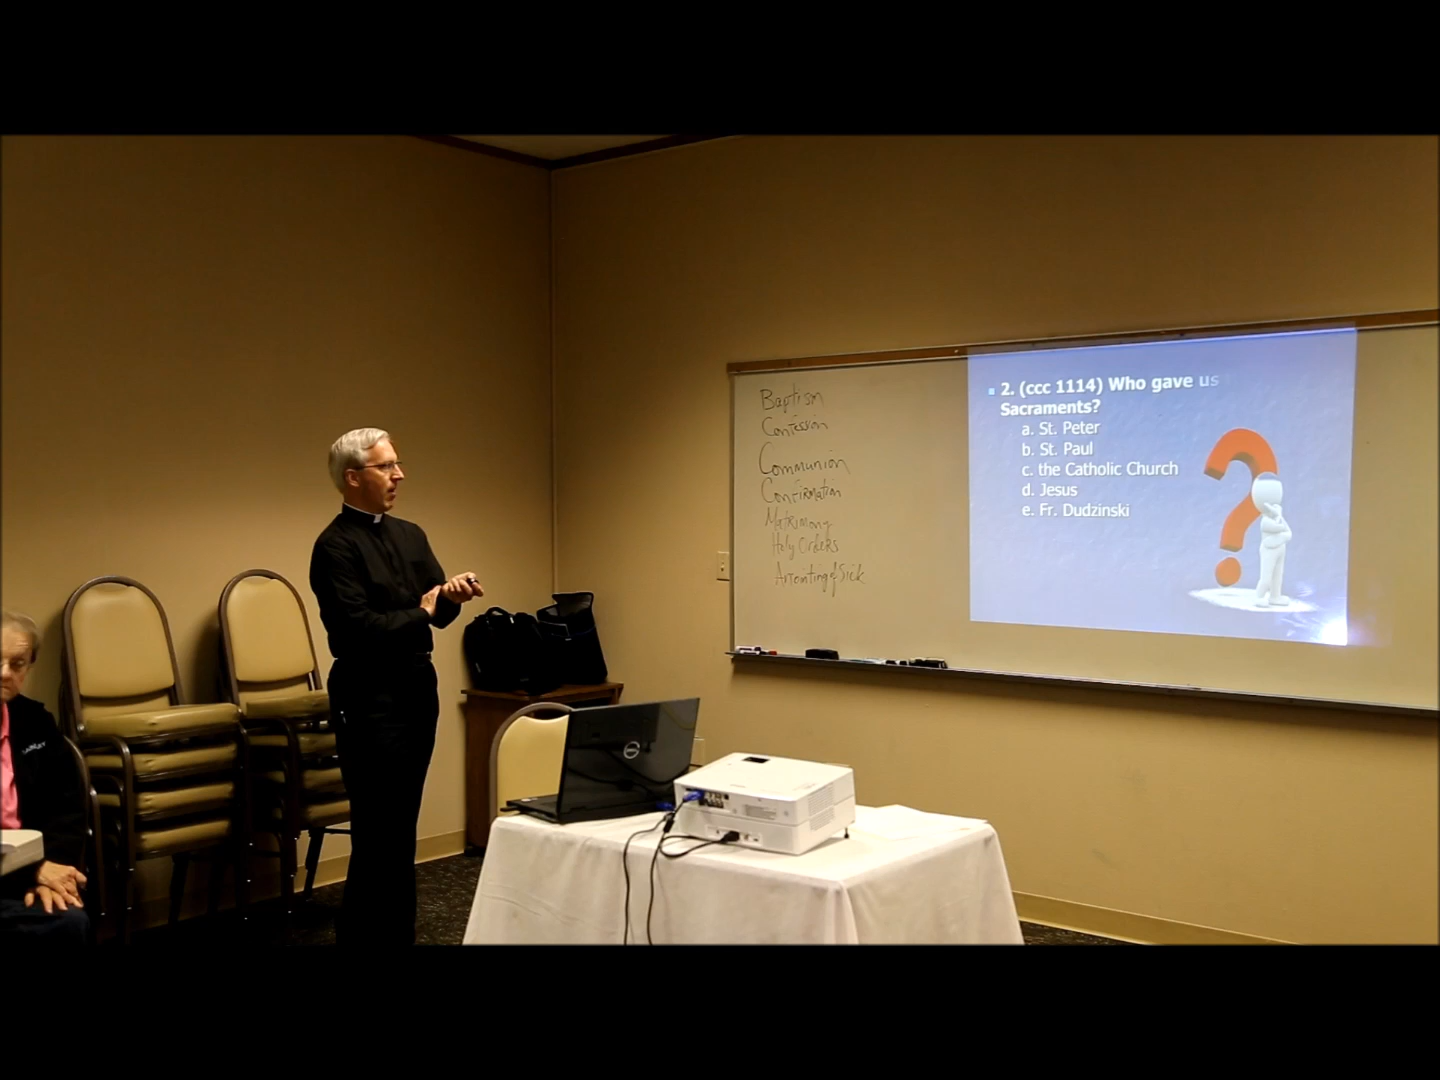 Baptism
Confession
Communion
Confirmation
Matrimony
Holy Orders
Anointing of Sick
2. (ccc 1114) Who gave us
Sacraments?
a. St. Peter
b. St. Paul
c. the Catholic Church
d. Jesus
e. Fr. Dudzinski
DELL